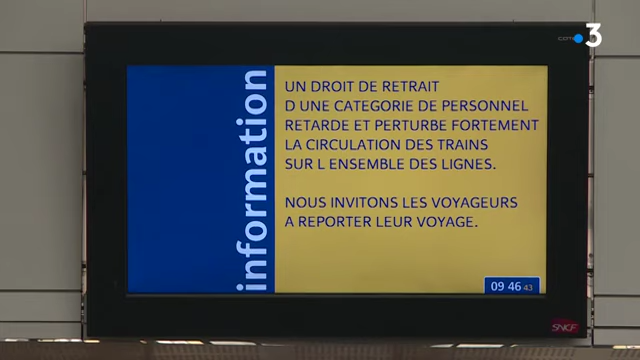 .3
information
UN DROIT DE RETRAIT
D UNE CATEGORIE DE PERSONNEL
RETARDE ET PERTURBE FORTEMENT
LA CIRCULATION DES TRAINS
SUR L ENSEMBLE DES LIGNES.
NOUS INVITONS LES VOYAGEURS
A REPORTER LEUR VOYAGE.
09 46 43
SNCF